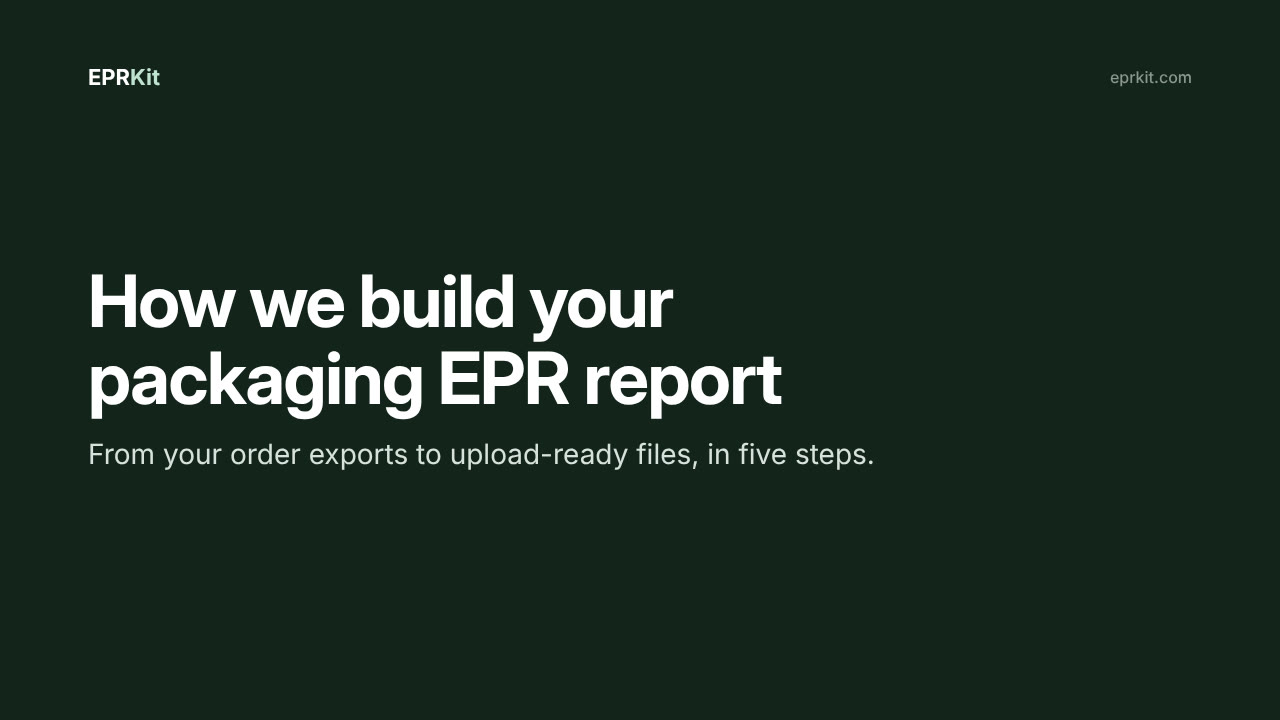 EPRKit
eprkit.com
How we build your
packaging EPR report
From your order exports to upload-ready files, in five steps.